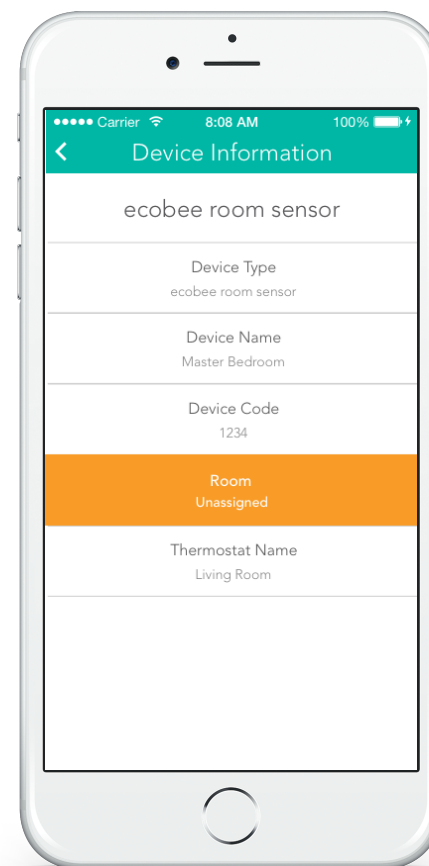 Carrier 8:08 AM 100%
Device Information
ecobee room sensor
Device Type
ecobee room sensor
Device Name
Master Bedroom
Device Code
1234
Room
Unassigned
Thermostat Name
Living Room